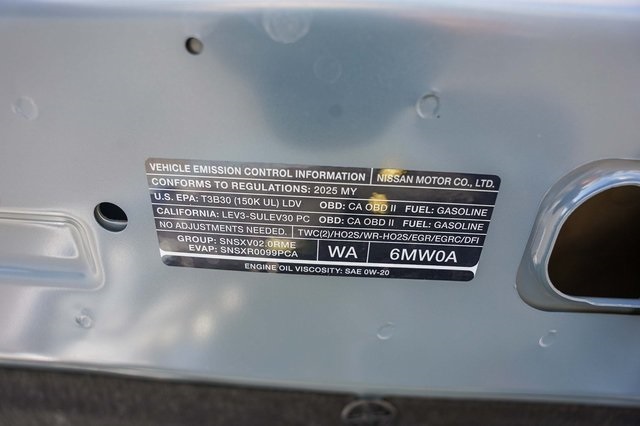 VEHICLE EMISSION CONTROL INFORMATION NISSAN MOTOR CO., LTD.
CONFORMS TO REGULATIONS: 2025 MY
U.S. EPA: T3B30 (150K UL) LDV OBD: CA OBD II FUEL: GASOLINE
CALIFORNIA: LEV3-SULEV30 PC OBD: CA OBD II FUEL: GASOLINE
NO ADJUSTMENTS NEEDED. TWC(2)/HO2S/WR-HO2S/EGR/EGRC/DFI
GROUP: SNSXV02.0RME
EVAP: SNSXR0099PCA
WA 6MW0A
ENGINE OIL VISCOSITY: SAE 0W-20